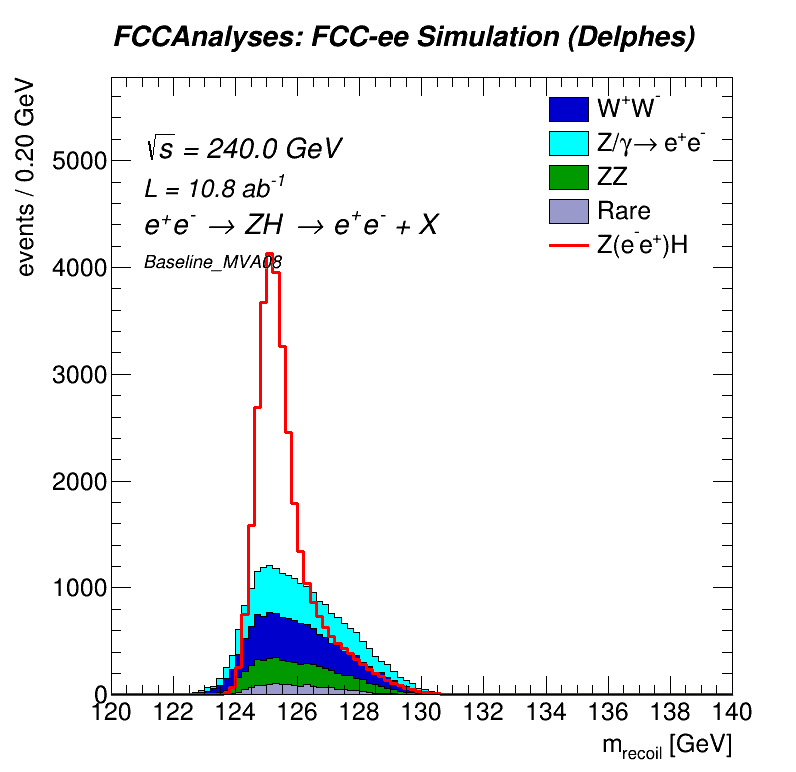 FCCAnalyses: FCC-ee Simulation (Delphes)
events / 0.20 GeV
√s = 240.0 GeV
L = 10.8 ab⁻¹
e⁺e⁻ → ZH → e⁺e⁻ + X
Baseline_MVA08
W⁺W⁻
Z/γ→ e⁺e⁻
ZZ
Rare
Z(e⁻e⁺)H
5000
4000
3000
2000
1000
0
120 122 124 126 128 130 132 134 136 138 140
m_recoil [GeV]